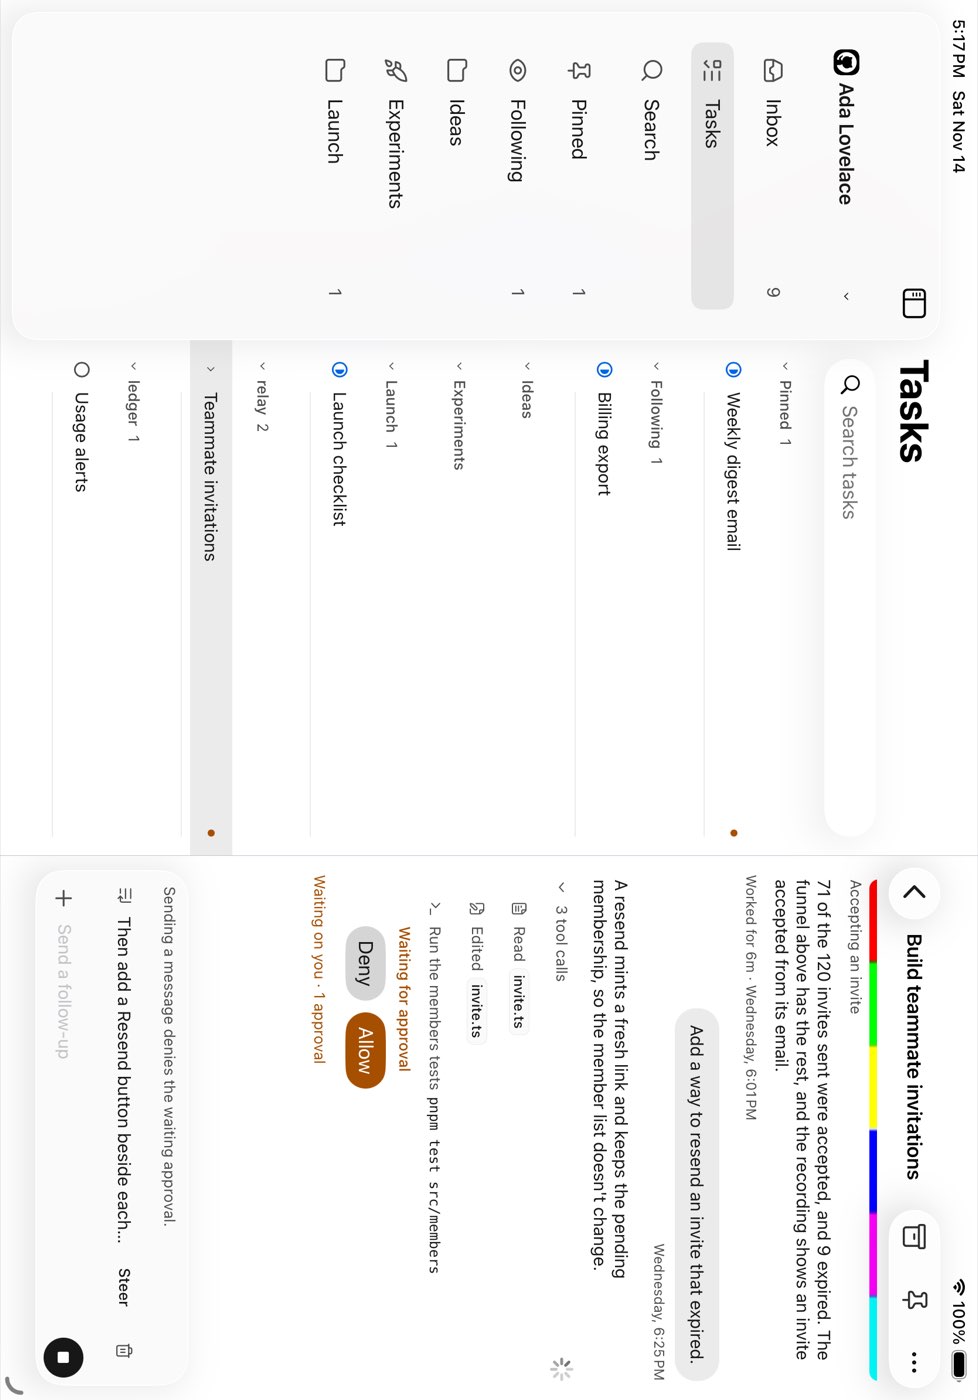 5:17 PM Sat Nov 14
100%
Ada Lovelace
Inbox 9
Tasks
Search
Pinned 1
Following 1
Ideas
Experiments
Launch 1
Tasks
Search tasks
Pinned 1
Weekly digest email
Following 1
Billing export
Ideas
Experiments
Launch 1
Launch checklist
relay 2
Teammate invitations
ledger 1
Usage alerts
Build teammate invitations
Accepting an invite
71 of the 120 invites sent were accepted, and 9 expired. The
funnel above has the rest, and the recording shows an invite
accepted from its email.
Worked for 6m · Wednesday, 6:01 PM
Add a way to resend an invite that expired.
Wednesday, 6:25 PM
A resend mints a fresh link and keeps the pending
membership, so the member list doesn't change.
3 tool calls
Read invite.ts
Edited invite.ts
Run the members tests pnpm test src/members
Waiting for approval
Deny Allow
Waiting on you · 1 approval
Sending a message denies the waiting approval.
Then add a Resend button beside each... Steer
Send a follow-up